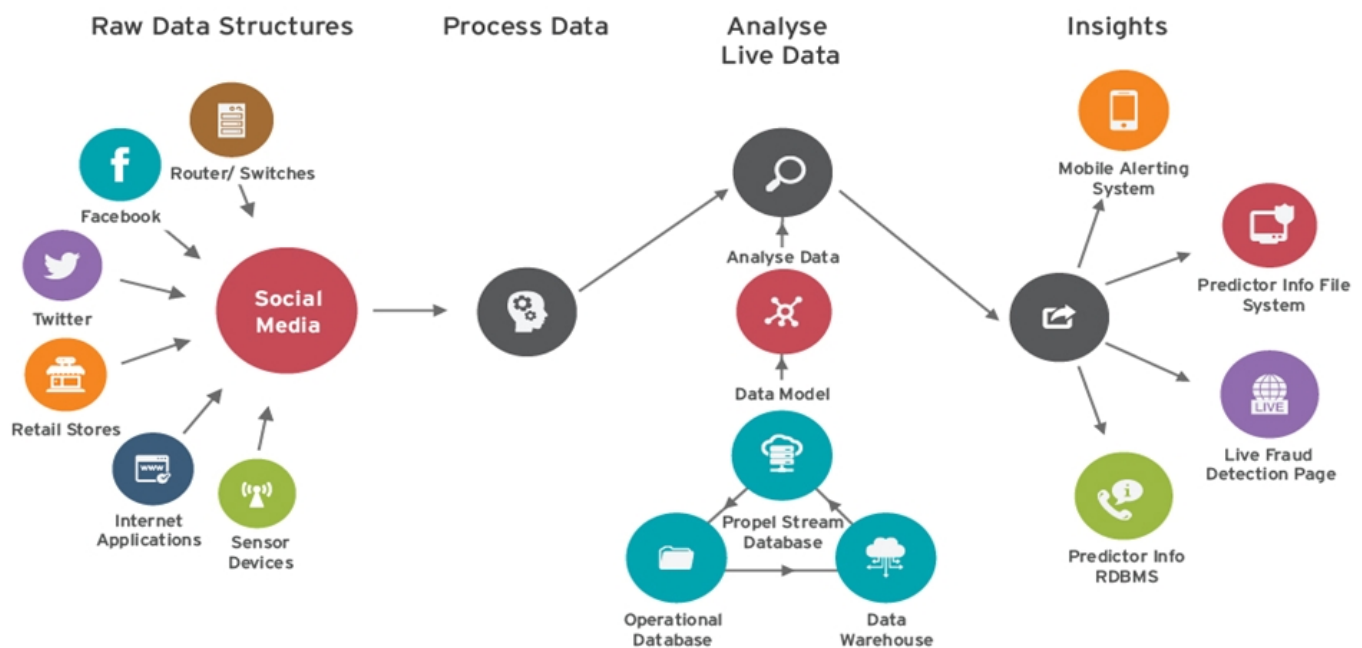 Raw Data Structures
Process Data
Analyse
Live Data
Insights
Router/ Switches
f
Facebook
Twitter
Retail Stores
www
Internet
Applications
Sensor
Devices
Social
Media
Analyse Data
Data Model
Propel Stream
Database
Operational
Database
Data
Warehouse
Mobile Alerting
System
Predictor Info File
System
LIVE
Live Fraud
Detection Page
i
Predictor Info
RDBMS